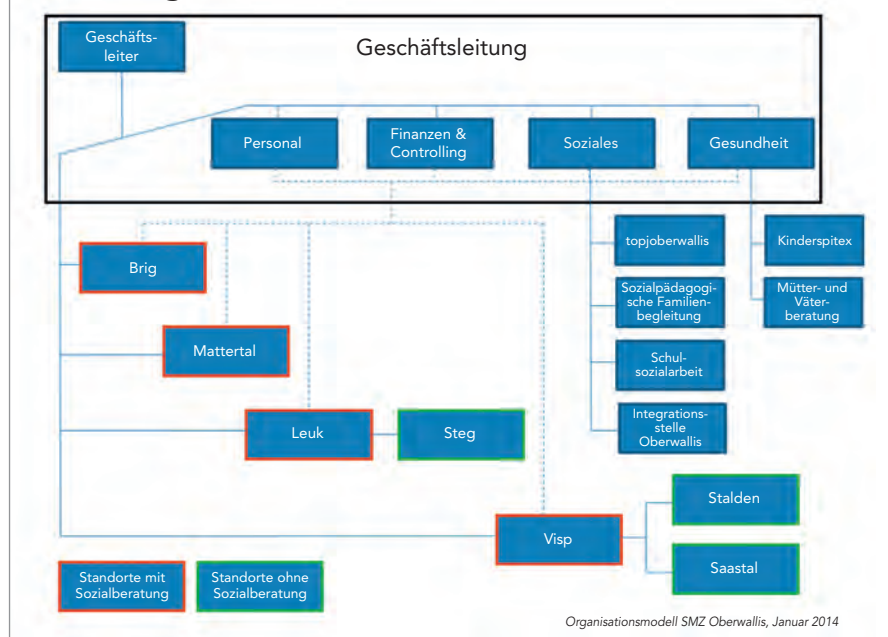 Geschäfts-
leiter
Geschäftsleitung
Personal
Finanzen &
Controlling
Soziales
Gesundheit
Brig
topjoberwallis
Kinderspitex
Sozialpädagogi-
sche Familien-
begleitung
Mütter- und
Väter-
beratung
Mattertal
Schul-
sozialarbeit
Leuk
Steg
Integrations-
stelle
Oberwallis
Stalden
Visp
Saastal
Standorte mit
Sozialberatung
Standorte ohne
Sozialberatung
Organisationsmodell SMZ Oberwallis, Januar 2014